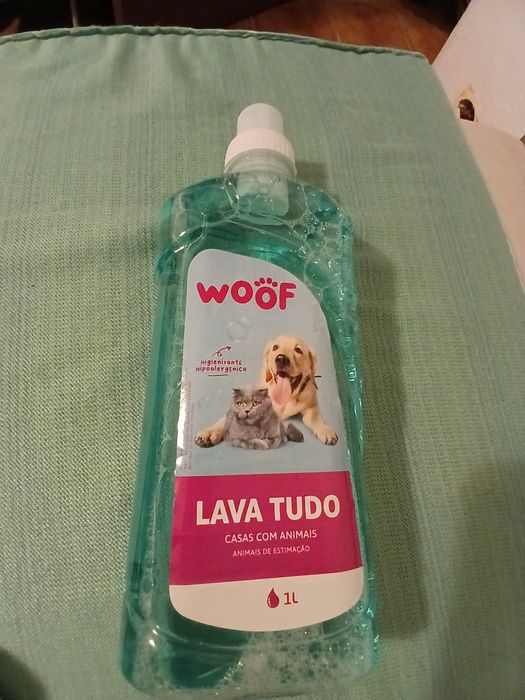 WOOF
Higienizante
Hipoalergénico
LAVA TUDO
CASAS COM ANIMAIS
ANIMAIS DE ESTIMAÇÃO
1L